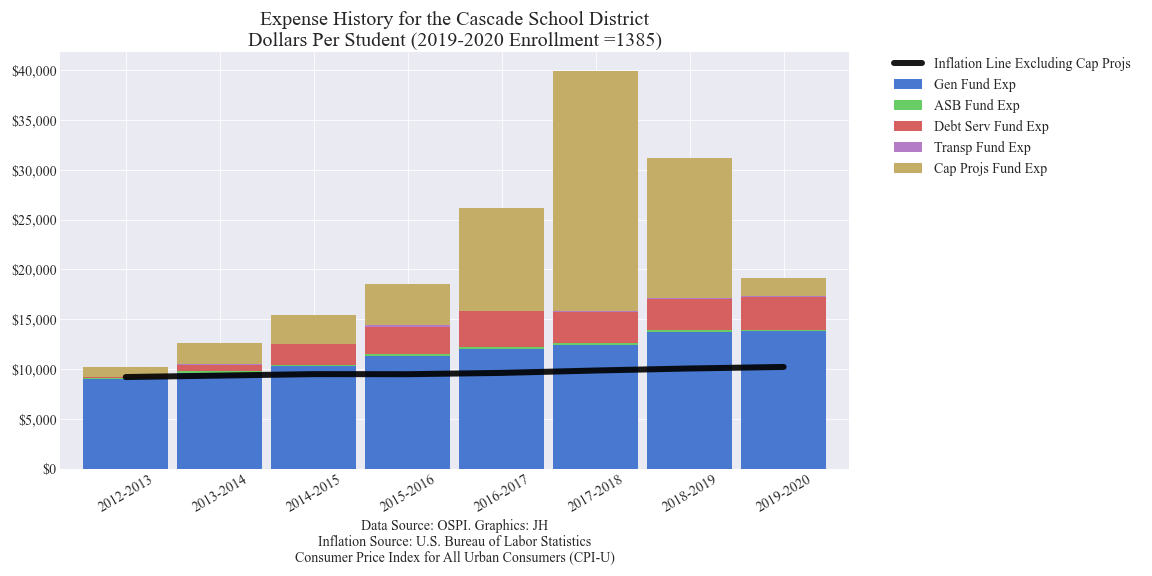 Expense History for the Cascade School District
Dollars Per Student (2019-2020 Enrollment =1385)
$40,000
$35,000
$30,000
$25,000
$20,000
$15,000
$10,000
$5,000
$0
2012-2013
2013-2014
2014-2015
2015-2016
2016-2017
2017-2018
2018-2019
2019-2020
Inflation Line Excluding Cap Projs
Gen Fund Exp
ASB Fund Exp
Debt Serv Fund Exp
Transp Fund Exp
Cap Projs Fund Exp
Data Source: OSPI. Graphics: JH
Inflation Source: U.S. Bureau of Labor Statistics
Consumer Price Index for All Urban Consumers (CPI-U)